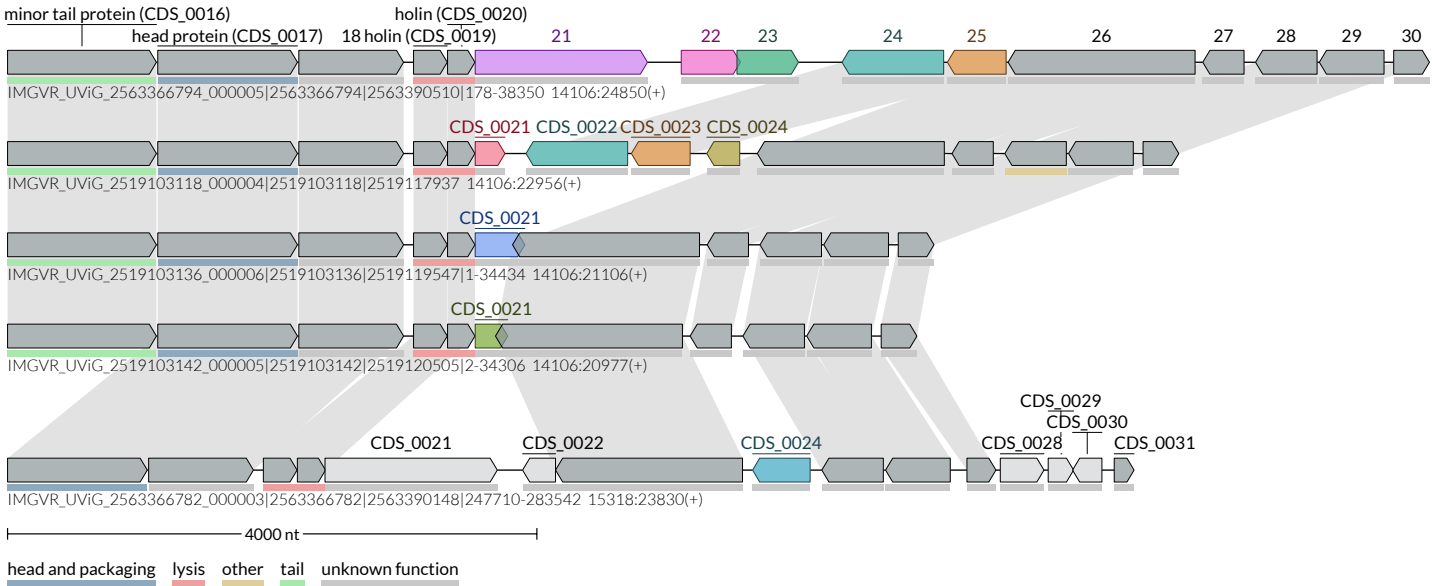 minor tail protein (CDS_0016) holin (CDS_0020)
head protein (CDS_0017) 18 holin (CDS_0019) 21 22 23 24 25 26 27 28 29 30
IMGVR_UViG_2563366794_000005|2563366794|2563390510|178-38350 14106:24850(+)
CDS_0021 CDS_0022 CDS_0023 CDS_0024
IMGVR_UViG_2519103118_000004|2519103118|2519117937 14106:22956(+)
CDS_0021
IMGVR_UViG_2519103136_000006|2519103136|2519119547|1-34434 14106:21106(+)
CDS_0021
IMGVR_UViG_2519103142_000005|2519103142|2519120505|2-34306 14106:20977(+)
CDS_0029
CDS_0030
CDS_0021 CDS_0022 CDS_0024 CDS_0028 CDS_0031
IMGVR_UViG_2563366782_000003|2563366782|2563390148|247710-283542 15318:23830(+)
4000 nt
head and packaging lysis other tail unknown function